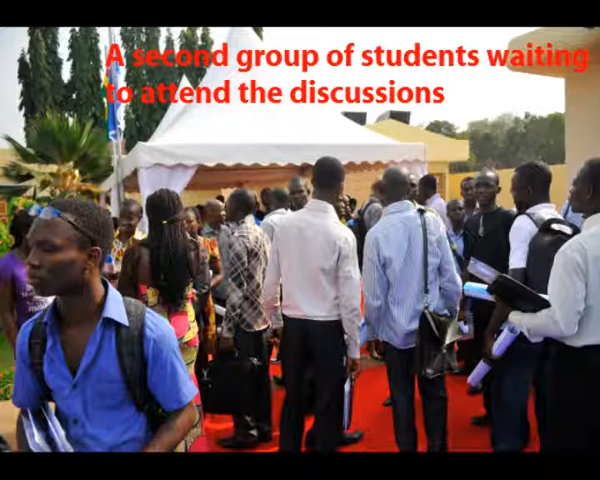 A second group of students waiting
to attend the discussions